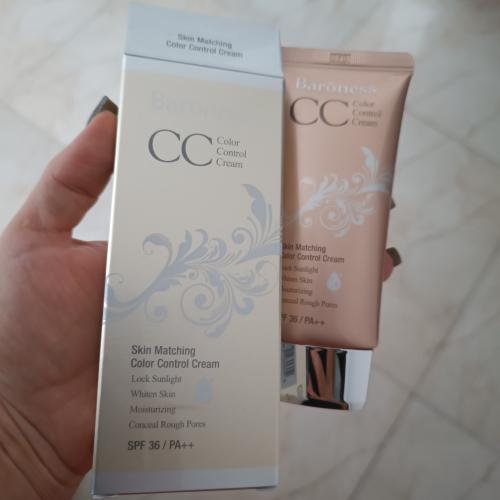 Skin Matching
Color Control Cream
Baroness
CC Color
Control
Cream
Skin Matching
Color Control Cream
Lock Sunlight
Whiten Skin
Moisturizing
Conceal Rough Pores
SPF 36 / PA++
Baroness
CC Color
Control
Cream
Skin Matching
Color Control Cream
Lock Sunlight
Whiten Skin
Moisturizing
Conceal Rough Pores
SPF 36 / PA++